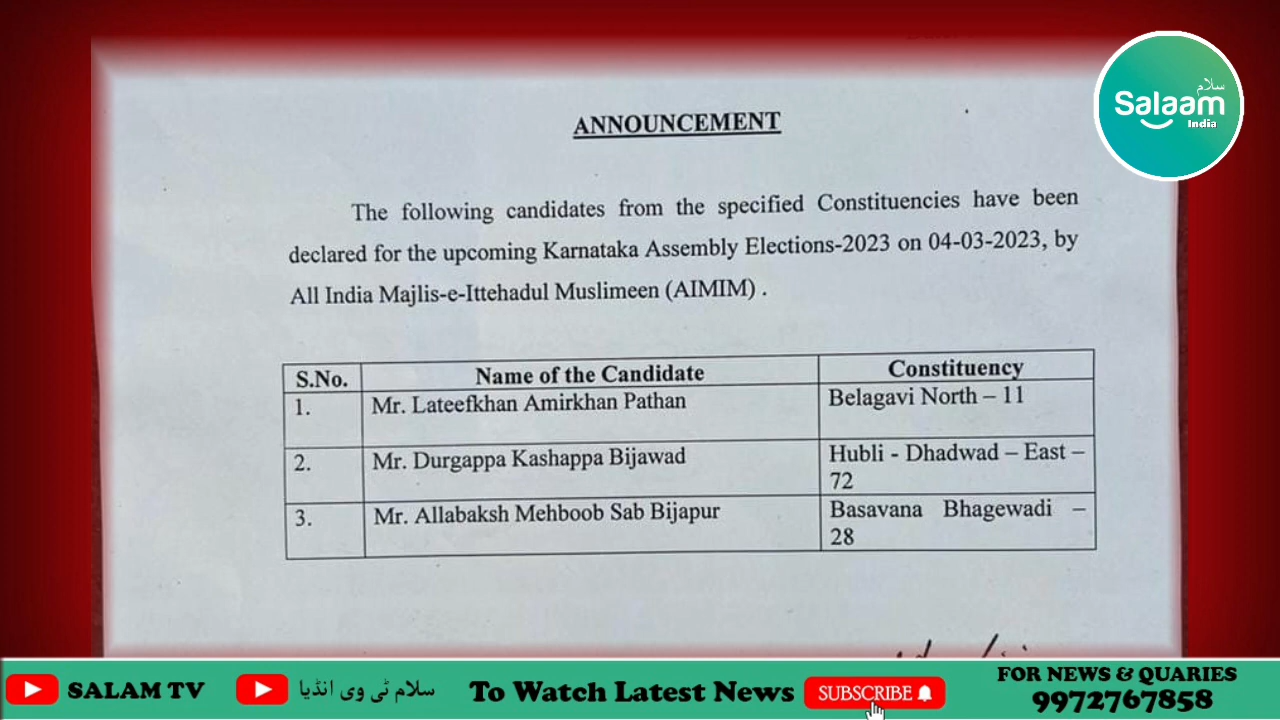 سلام
Salaam
India
ANNOUNCEMENT
The following candidates from the specified Constituencies have been
declared for the upcoming Karnataka Assembly Elections-2023 on 04-03-2023, by
All India Majlis-e-Ittehadul Muslimeen (AIMIM) .
S.No. Name of the Candidate Constituency
1. Mr. Lateefkhan Amirkhan Pathan Belagavi North – 11
2. Mr. Durgappa Kashappa Bijawad Hubli - Dhadwad – East –
72
3. Mr. Allabaksh Mehboob Sab Bijapur Basavana Bhagewadi –
28
SALAM TV سلام ٹی وی انڈیا To Watch Latest News SUBSCRIBE
FOR NEWS & QUARIES
9972767858